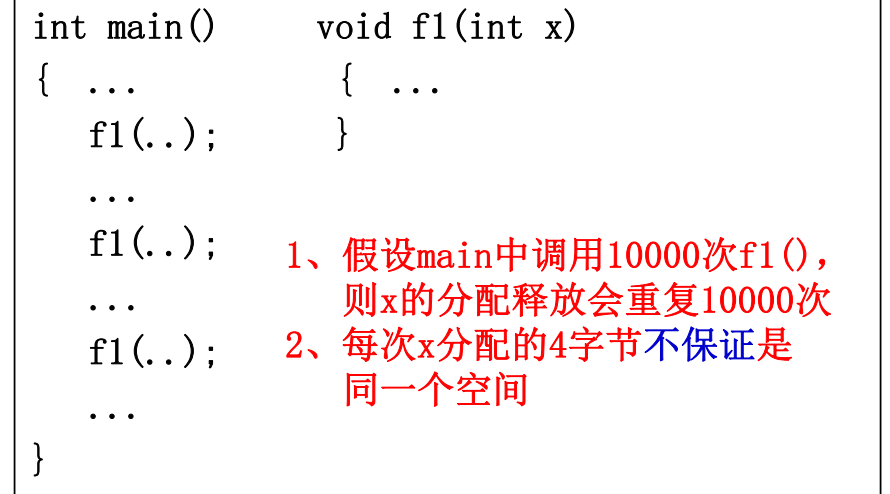 int main()  void f1(int x)
{ ...  { ...
f1(..);  }
...
f1(..);
1、假设main中调用10000次f1(),
则x的分配释放会重复10000次
...
2、每次x分配的4字节不保证是
f1(..);
同一个空间
...
}